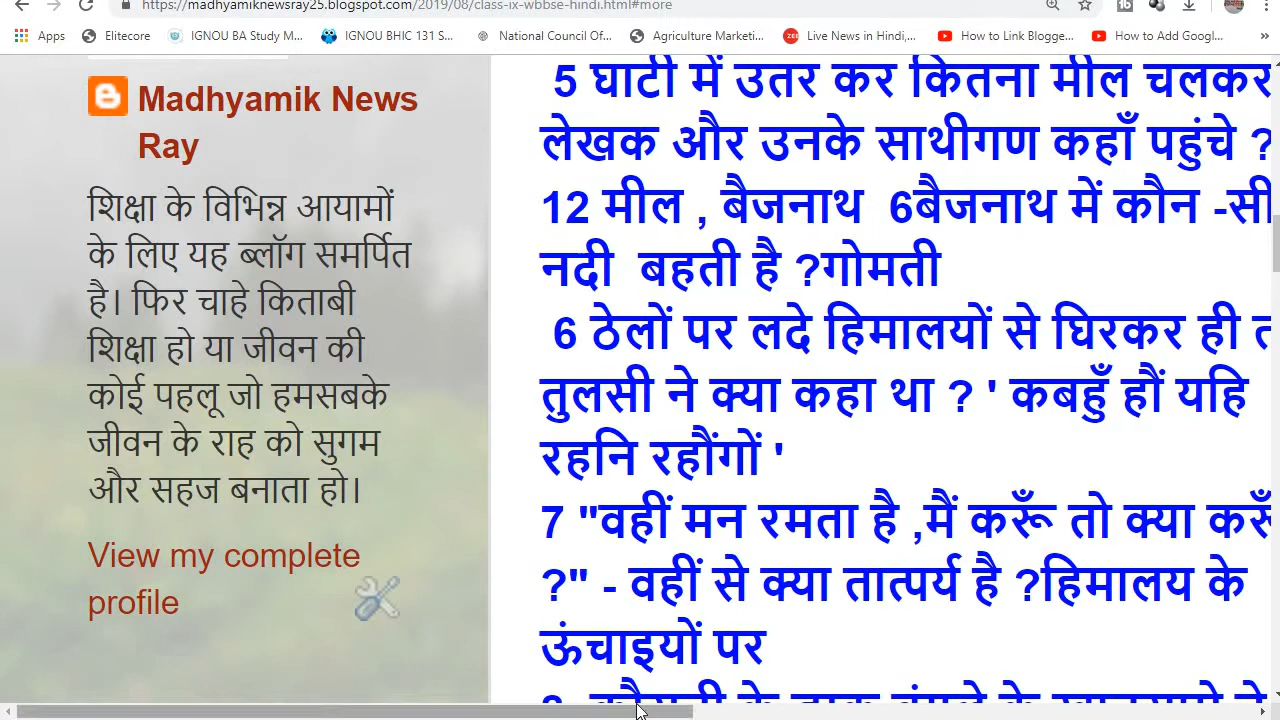 https://madhyamiknewsray25.blogspot.com/2019/08/class-ix-wbbse-hindi.html#more
Apps Elitecore IGNOU BA Study M... IGNOU BHIC 131 S... National Council Of... Agriculture Marketi... Live News in Hindi,... How to Link Blogge... How to Add Googl... »
Madhyamik News
Ray
शिक्षा के विभिन्न आयामों
के लिए यह ब्लॉग समर्पित
है। फिर चाहे किताबी
शिक्षा हो या जीवन की
कोई पहलू जो हमसबके
जीवन के राह को सुगम
और सहज बनाता हो।
View my complete
profile
5 घाटी में उतर कर कितना मील चलकर
लेखक और उनके साथीगण कहाँ पहुंचे ?
12 मील , बैजनाथ 6बैजनाथ में कौन -सी
नदी बहती है ?गोमती
6 ठेलों पर लदे हिमालयों से घिरकर ही
तुलसी ने क्या कहा था ? ' कबहुँ हौं यहि
रहनि रहौंगों '
7 "वहीं मन रमता है ,मैं करूँ तो क्या करूँ
?" - वहीं से क्या तात्पर्य है ?हिमालय के
ऊंचाइयों पर